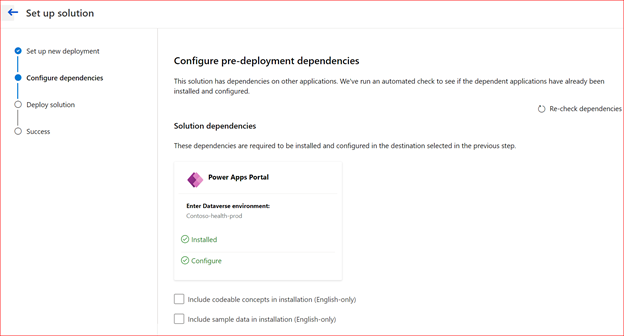 Set up solution
Set up new deployment
Configure dependencies
Deploy solution
Success
Configure pre-deployment dependencies
This solution has dependencies on other applications. We've run an automated check to see if the dependent applications have already been
installed and configured.
Re-check dependencies
Solution dependencies
These dependencies are required to be installed and configured in the destination selected in the previous step.
Power Apps Portal
Enter Dataverse environment:
Contoso-health-prod
Installed
Configure
Include codeable concepts in installation (English-only)
Include sample data in installation (English-only)